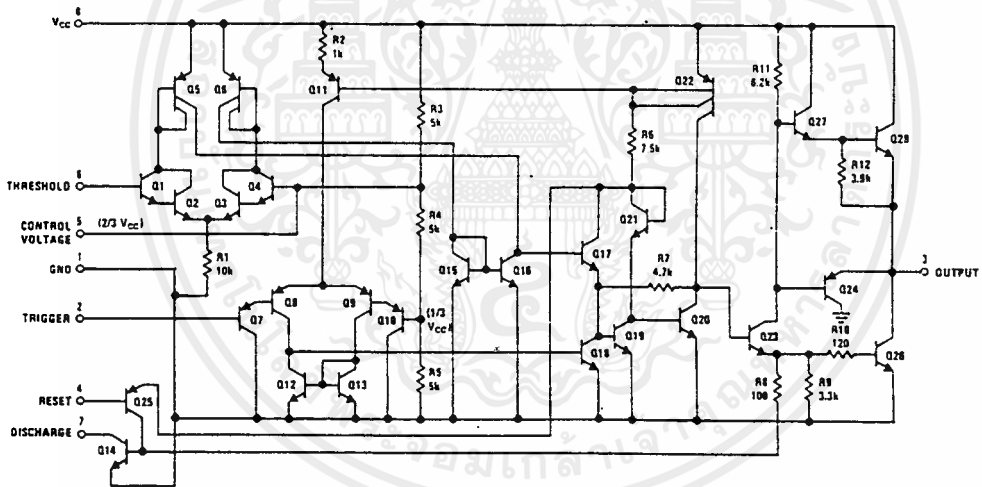 8
VCC
R2
1k
Q5
Q6
Q11
R3
5k
Q22
R11
6.2k
Q27
Q28
R6
7.5k
R12
3.9k
THRESHOLD
6
Q1
Q2
Q3
Q4
CONTROL
VOLTAGE
5
(2/3 VCC)
R4
5k
Q21
R1
10k
GND
1
Q15
Q16
Q17
R7
4.7k
3
OUTPUT
Q24
TRIGGER
2
Q7
Q8
Q9
Q10
(1/3
VCC)
Q18
Q19
Q20
Q23
R10
120
Q26
R5
5k
Q12
Q13
R8
100
R9
3.3k
RESET
4
Q25
DISCHARGE
7
Q14